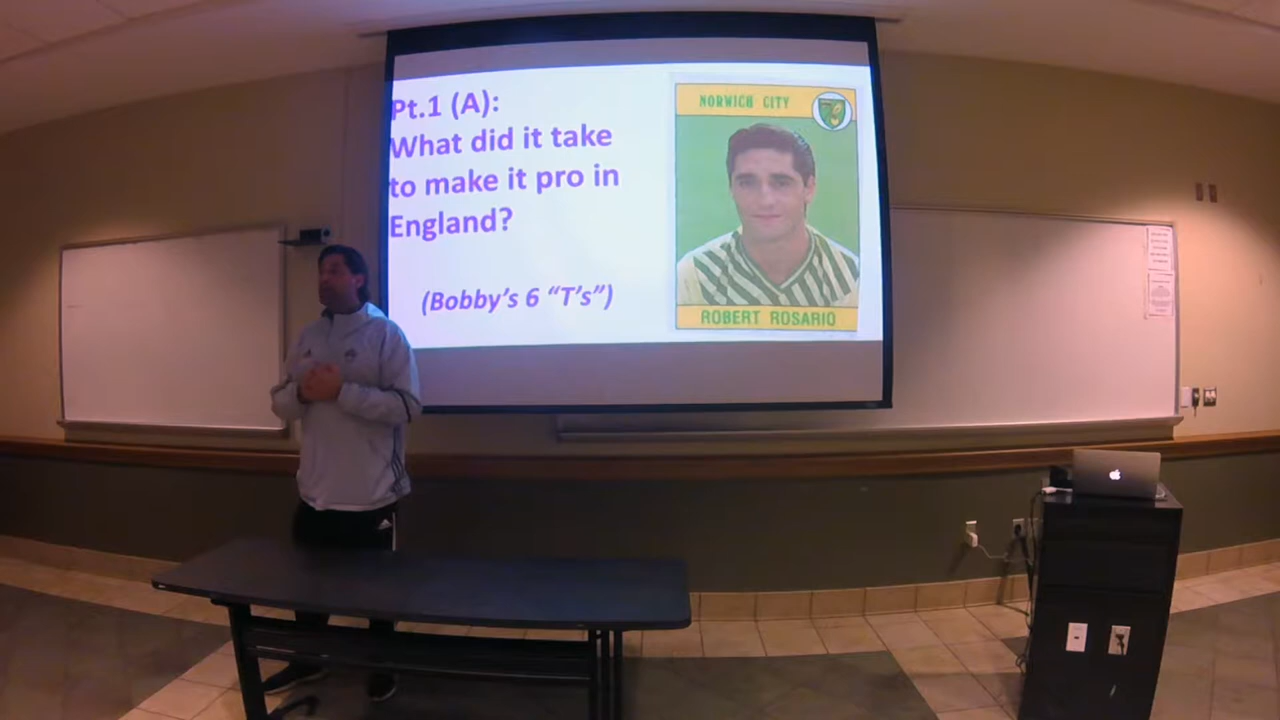 Pt.1 (A):
What did it take
to make it pro in
England?
(Bobby's 6 “T's”)
NORWICH CITY
ROBERT ROSARIO